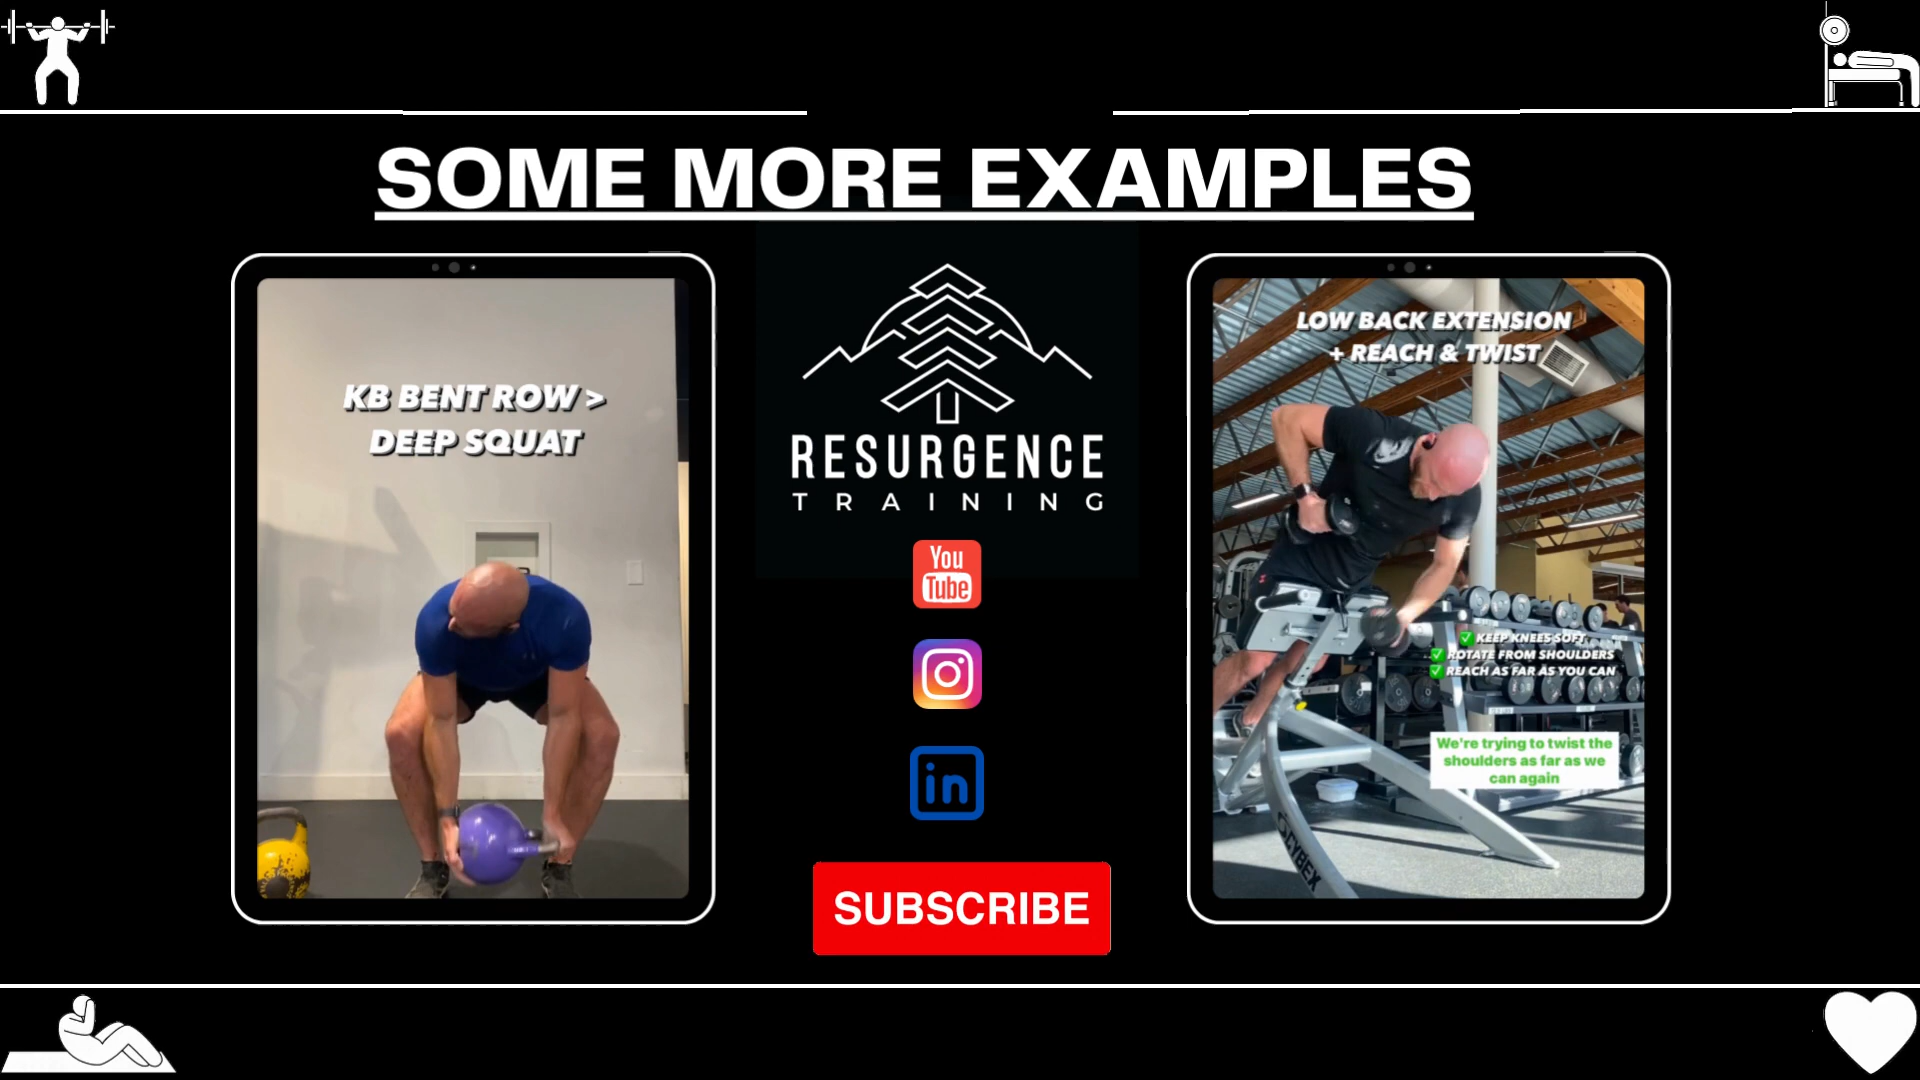 SOME MORE EXAMPLES
KB BENT ROW >
DEEP SQUAT
RESURGENCE
TRAINING
You
Tube
in
SUBSCRIBE
LOW BACK EXTENSION
+ REACH & TWIST
✅ KEEP KNEES SOFT
✅ ROTATE FROM SHOULDERS
✅ REACH AS FAR AS YOU CAN
We're trying to twist the
shoulders as far as we
can again
CYBEX